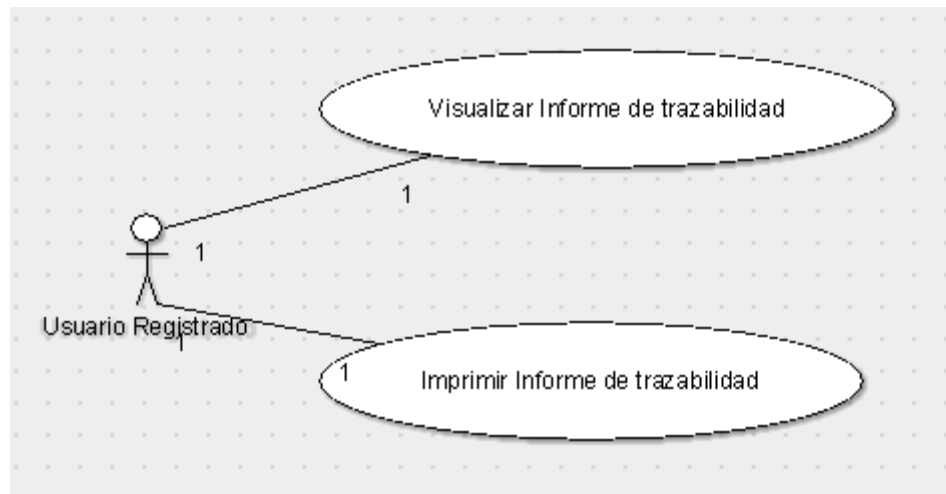 Visualizar Informe de trazabilidad
1
1
Usuario Registrado
1
1
Imprimir Informe de trazabilidad